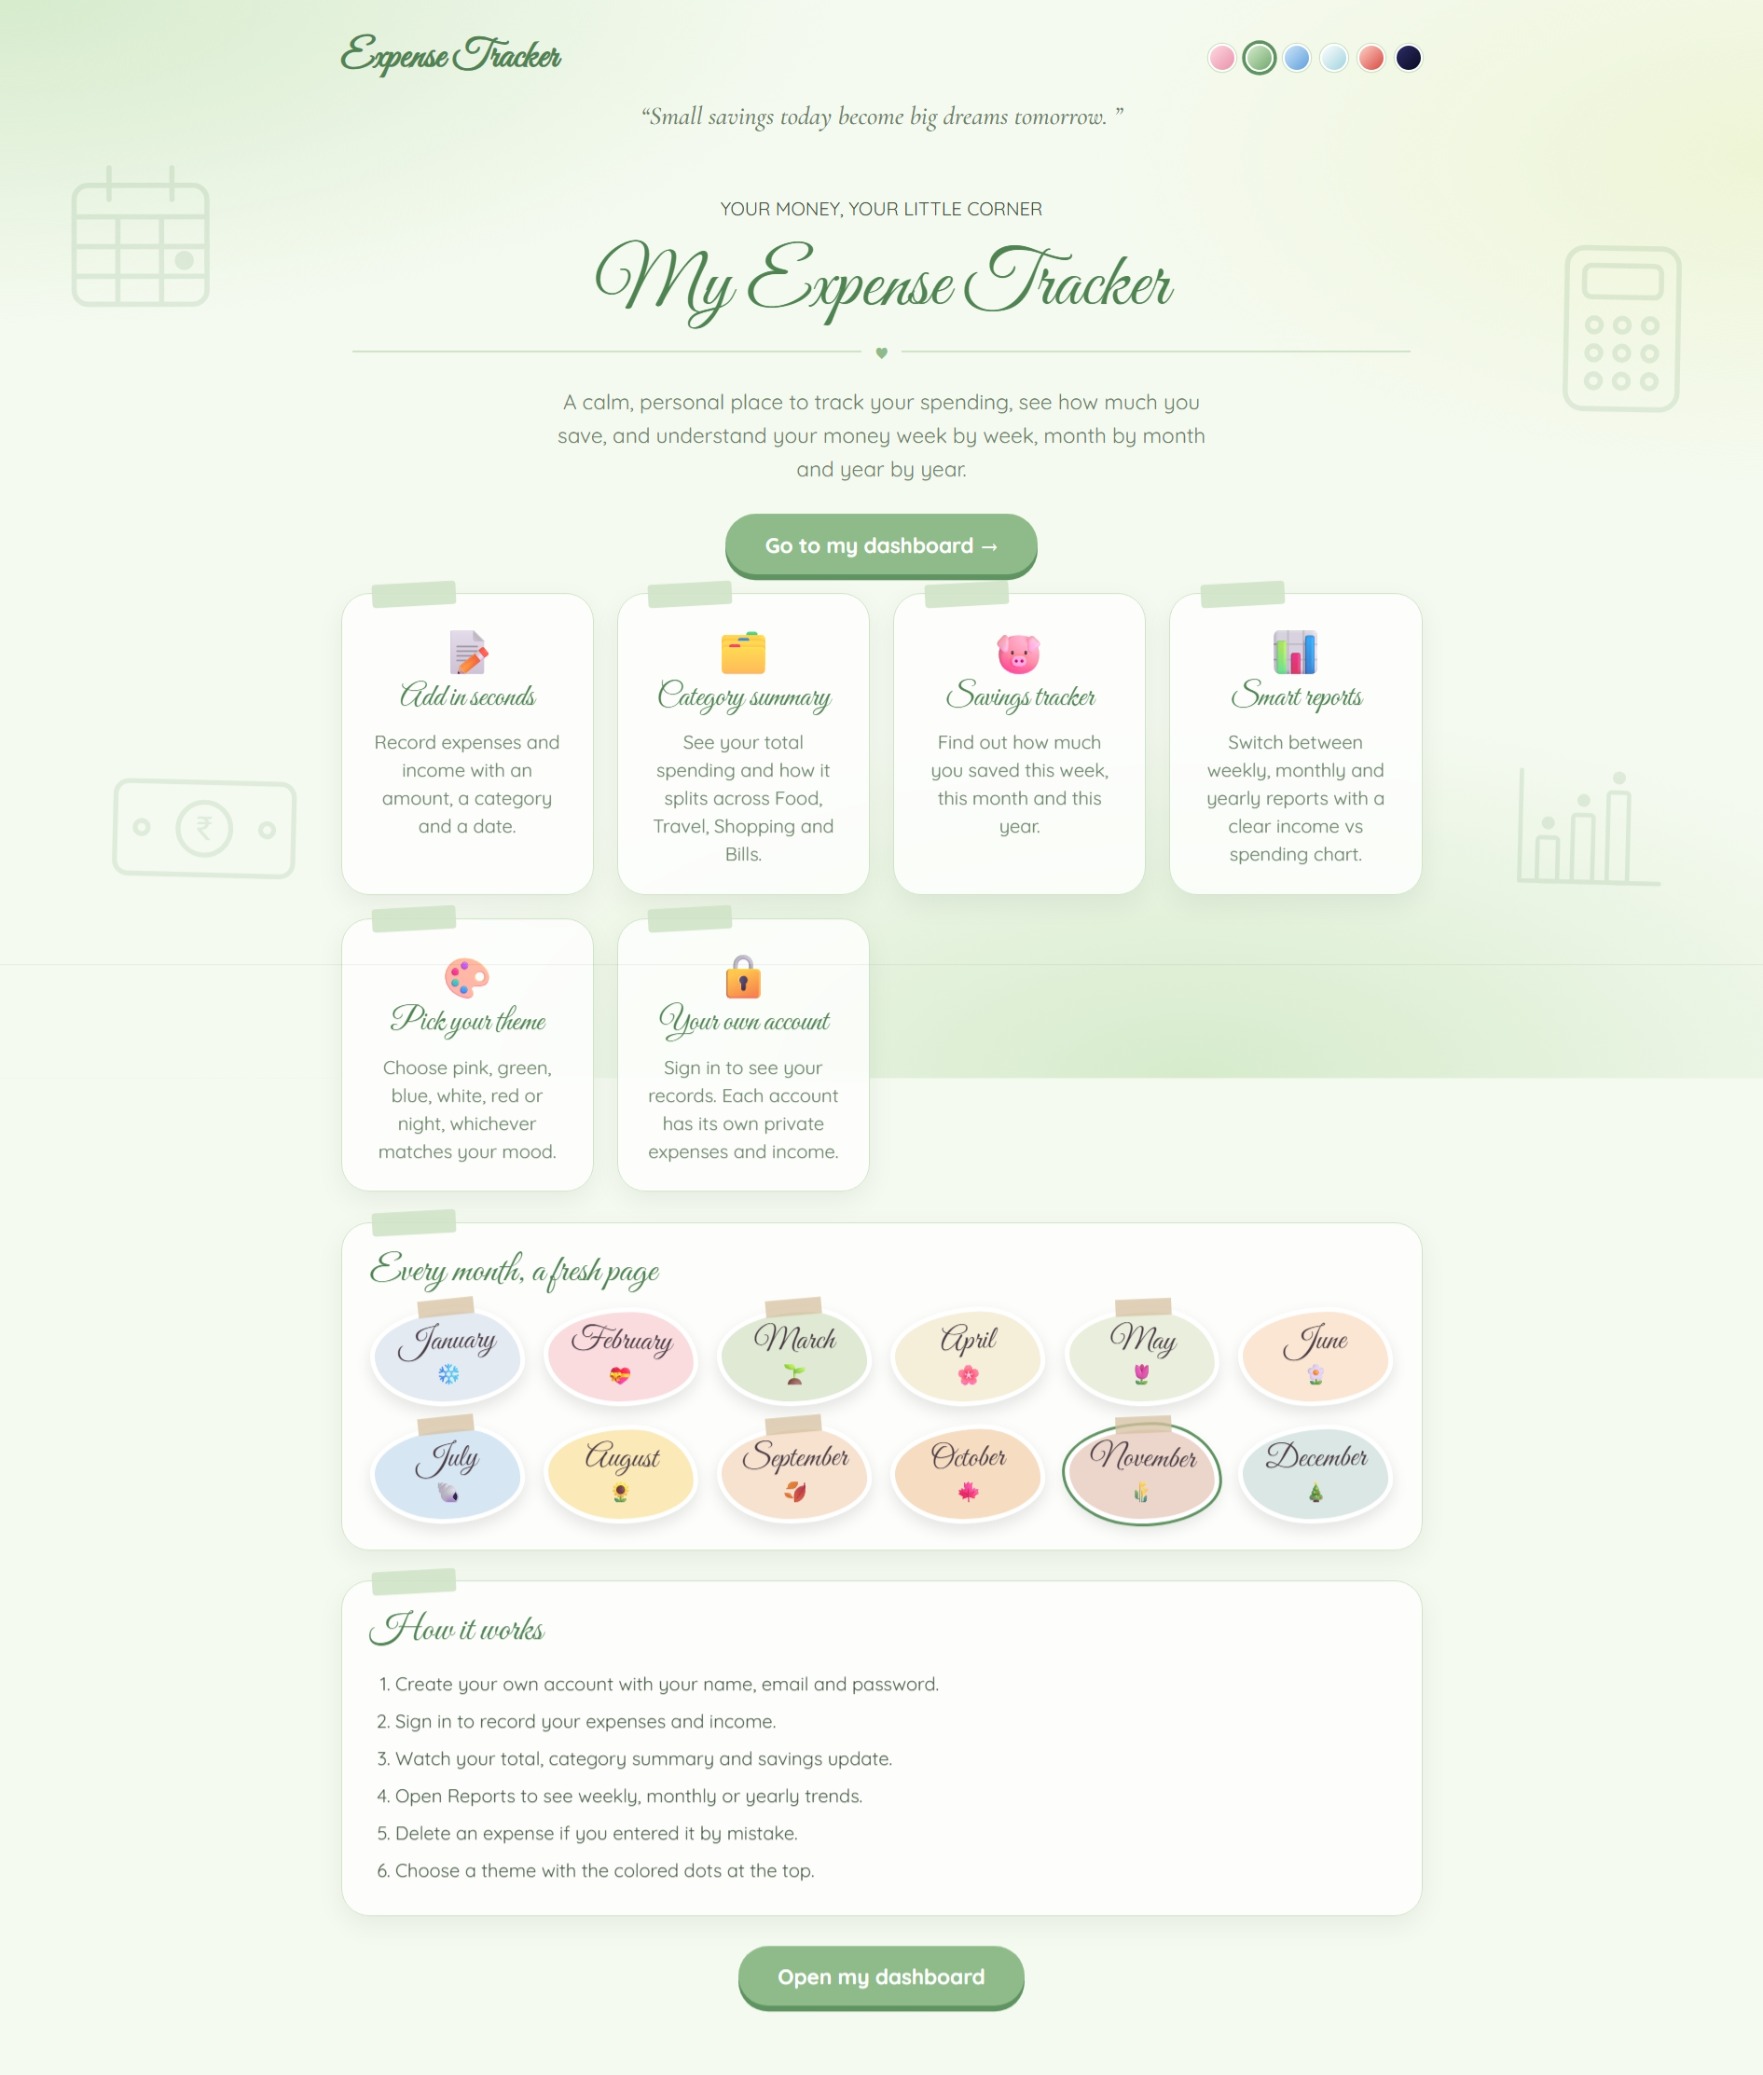 Expense Tracker
“Small savings today become big dreams tomorrow. ”
YOUR MONEY, YOUR LITTLE CORNER
My Expense Tracker
A calm, personal place to track your spending, see how much you
save, and understand your money week by week, month by month
and year by year.
Go to my dashboard →
Add in seconds
Record expenses and
income with an
amount, a category
and a date.
Category summary
See your total
spending and how it
splits across Food,
Travel, Shopping and
Bills.
Savings tracker
Find out how much
you saved this week,
this month and this
year.
Smart reports
Switch between
weekly, monthly and
yearly reports with a
clear income vs
spending chart.
₹
Pick your theme
Choose pink, green,
blue, white, red or
night, whichever
matches your mood.
Your own account
Sign in to see your
records. Each account
has its own private
expenses and income.
Every month, a fresh page
January
February
March
April
May
June
July
August
September
October
November
December
How it works
1. Create your own account with your name, email and password.
2. Sign in to record your expenses and income.
3. Watch your total, category summary and savings update.
4. Open Reports to see weekly, monthly or yearly trends.
5. Delete an expense if you entered it by mistake.
6. Choose a theme with the colored dots at the top.
Open my dashboard